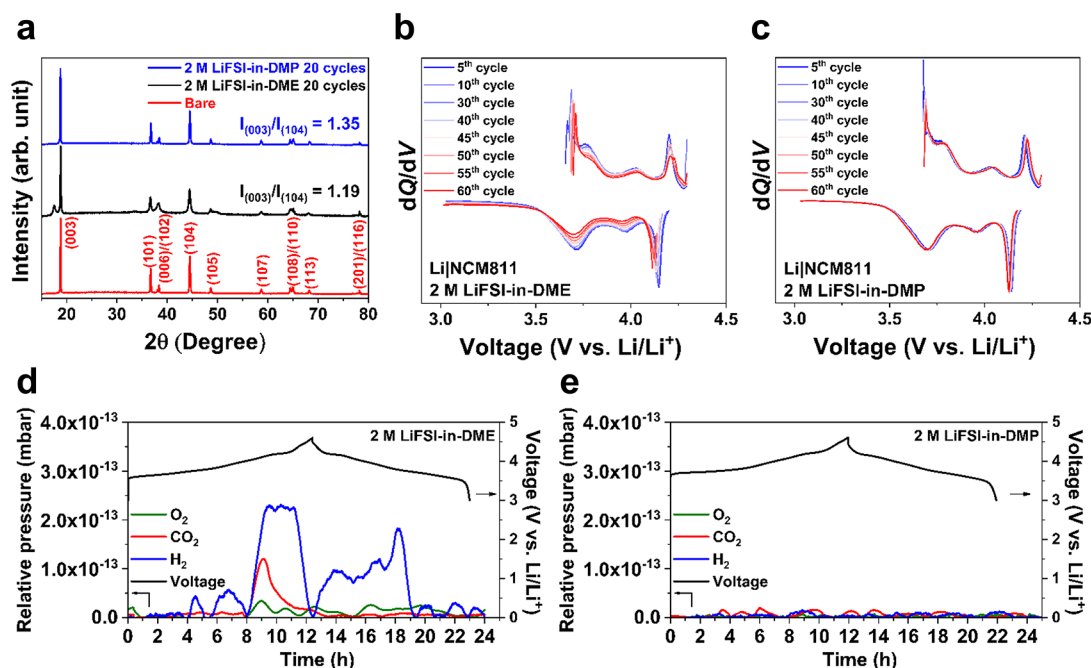 a
Intensity (arb. unit)
2 M LiFSI-in-DMP 20 cycles
2 M LiFSI-in-DME 20 cycles
Bare
I(003)/I(104) = 1.35
I(003)/I(104) = 1.19
(003)
(101)
(006)/(102)
(104)
(105)
(107)
(108)/(110)
(113)
(201)/(116)
20 30 40 50 60 70 80
2θ (Degree)
b
dQ/dV
5th cycle
10th cycle
30th cycle
40th cycle
45th cycle
50th cycle
55th cycle
60th cycle
Li|NCM811
2 M LiFSI-in-DME
3.0 3.5 4.0 4.5
Voltage (V vs. Li/Li+)
c
dQ/dV
5th cycle
10th cycle
30th cycle
40th cycle
45th cycle
50th cycle
55th cycle
60th cycle
Li|NCM811
2 M LiFSI-in-DMP
3.0 3.5 4.0 4.5
Voltage (V vs. Li/Li+)
d
Relative pressure (mbar)
4.0x10-13
3.0x10-13
2.0x10-13
1.0x10-13
0.0
2 M LiFSI-in-DME
O2
CO2
H2
Voltage
5
4
3
2
1
0
Voltage (V vs. Li/Li+)
0 2 4 6 8 10 12 14 16 18 20 22 24
Time (h)
e
Relative pressure (mbar)
4.0x10-13
3.0x10-13
2.0x10-13
1.0x10-13
0.0
2 M LiFSI-in-DMP
O2
CO2
H2
Voltage
5
4
3
2
1
0
Voltage (V vs. Li/Li+)
0 2 4 6 8 10 12 14 16 18 20 22 24
Time (h)